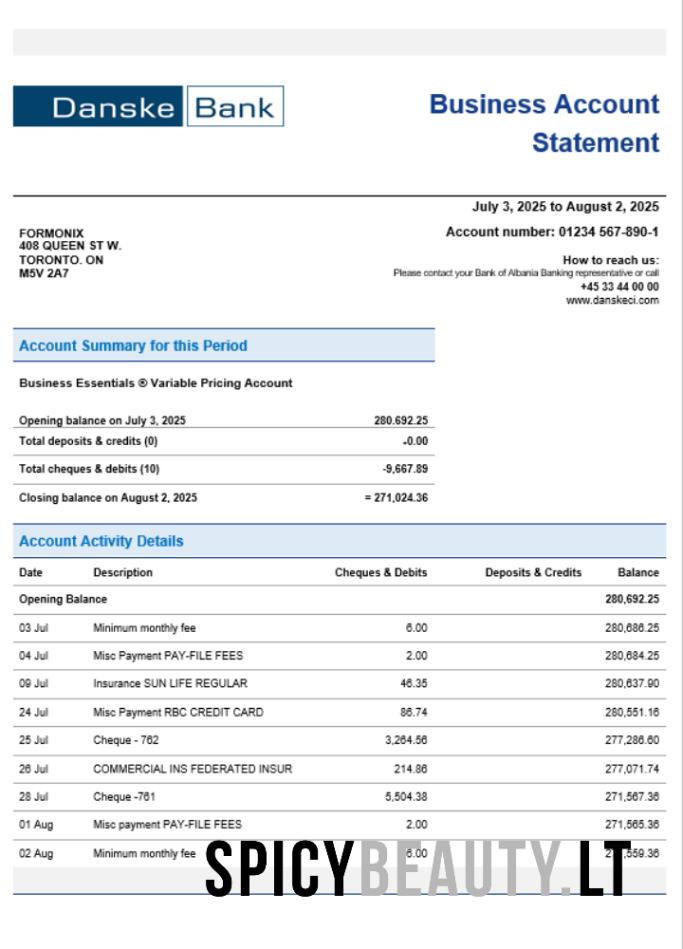 Danske Bank
Business Account
Statement
July 3, 2025 to August 2, 2025
FORMONIX
408 QUEEN ST W.
TORONTO. ON
M5V 2A7
Account number: 01234 567-890-1
How to reach us:
Please contact your Bank of Albania Banking representative or call
+45 33 44 00 00
www.danskeci.com
Account Summary for this Period
Business Essentials ® Variable Pricing Account
Opening balance on July 3, 2025 280.692.25
Total deposits & credits (0) -0.00
Total cheques & debits (10) -9,667.89
Closing balance on August 2, 2025 = 271,024.36
Account Activity Details
Date Description Cheques & Debits Deposits & Credits Balance
Opening Balance 280,692.25
03 Jul Minimum monthly fee 6.00 280,686.25
04 Jul Misc Payment PAY-FILE FEES 2.00 280,684.25
09 Jul Insurance SUN LIFE REGULAR 46.35 280,637.90
24 Jul Misc Payment RBC CREDIT CARD 86.74 280,551.16
25 Jul Cheque - 762 3,264.56 277,286.60
26 Jul COMMERCIAL INS FEDERATED INSUR 214.86 277,071.74
28 Jul Cheque -761 5,504.38 271,567.36
01 Aug Misc payment PAY-FILE FEES 2.00 271,565.36
02 Aug Minimum monthly fee 6.00
SPICYBEAUTY.LT